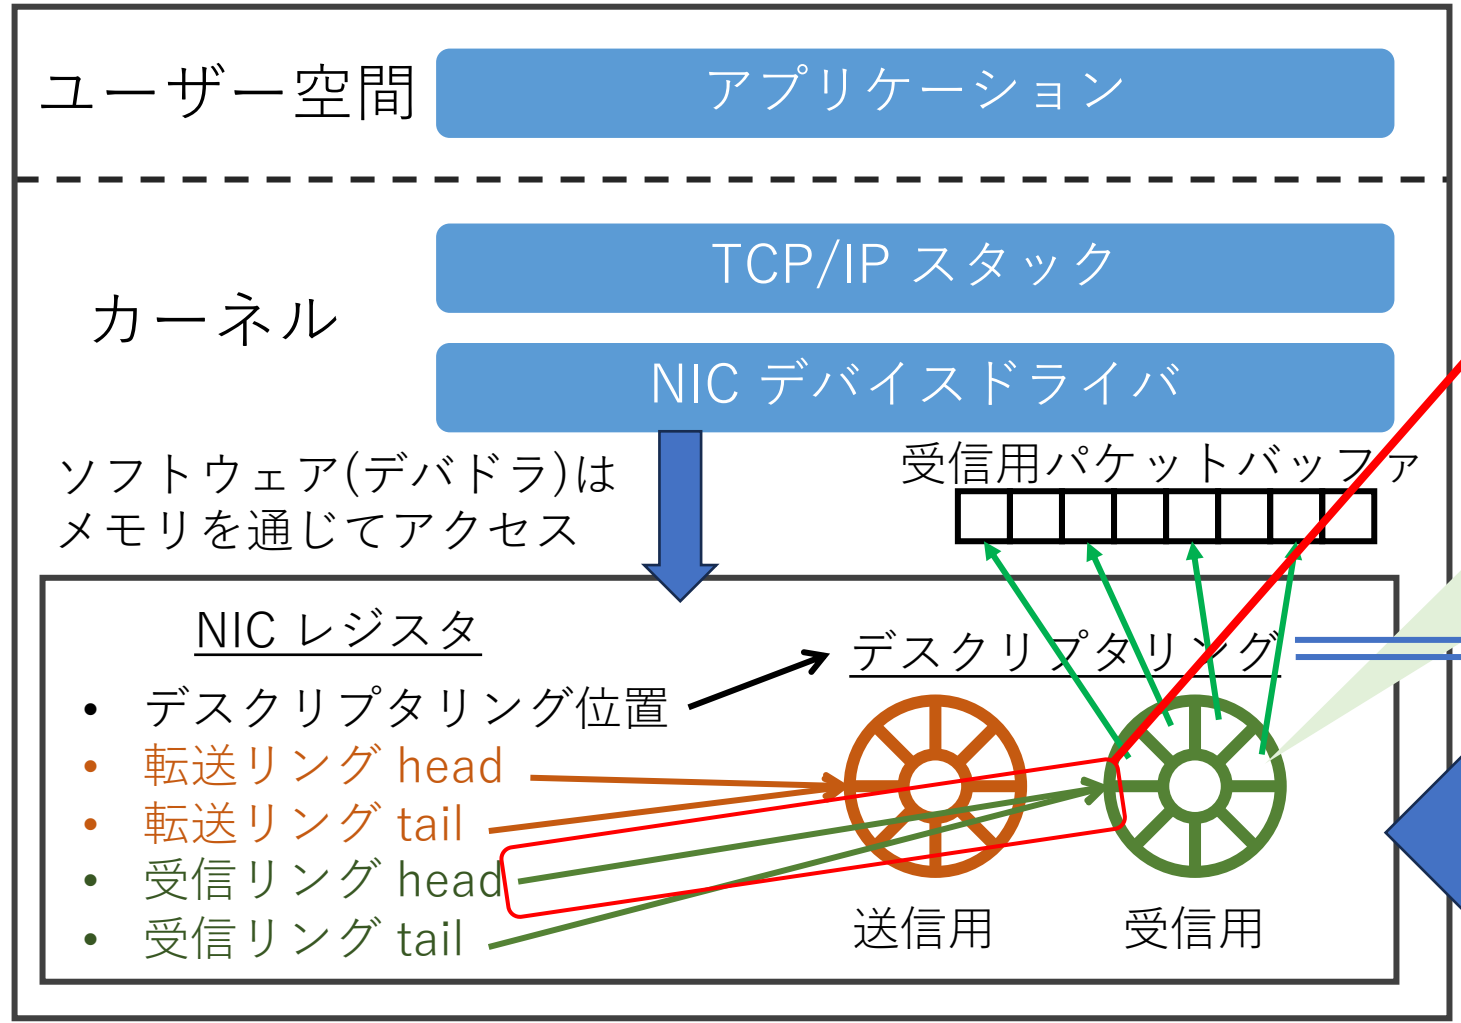 ユーザー空間
アプリケーション
カーネル
TCP/IP スタック
NIC デバイスドライバ
ソフトウェア(デバドラ)は
メモリを通じてアクセス
受信用パケットバッファ
NIC レジスタ
• デスクリプタリング位置
• 転送リング head
• 転送リング tail
• 受信リング head
• 受信リング tail
デスクリプタリング
送信用
受信用